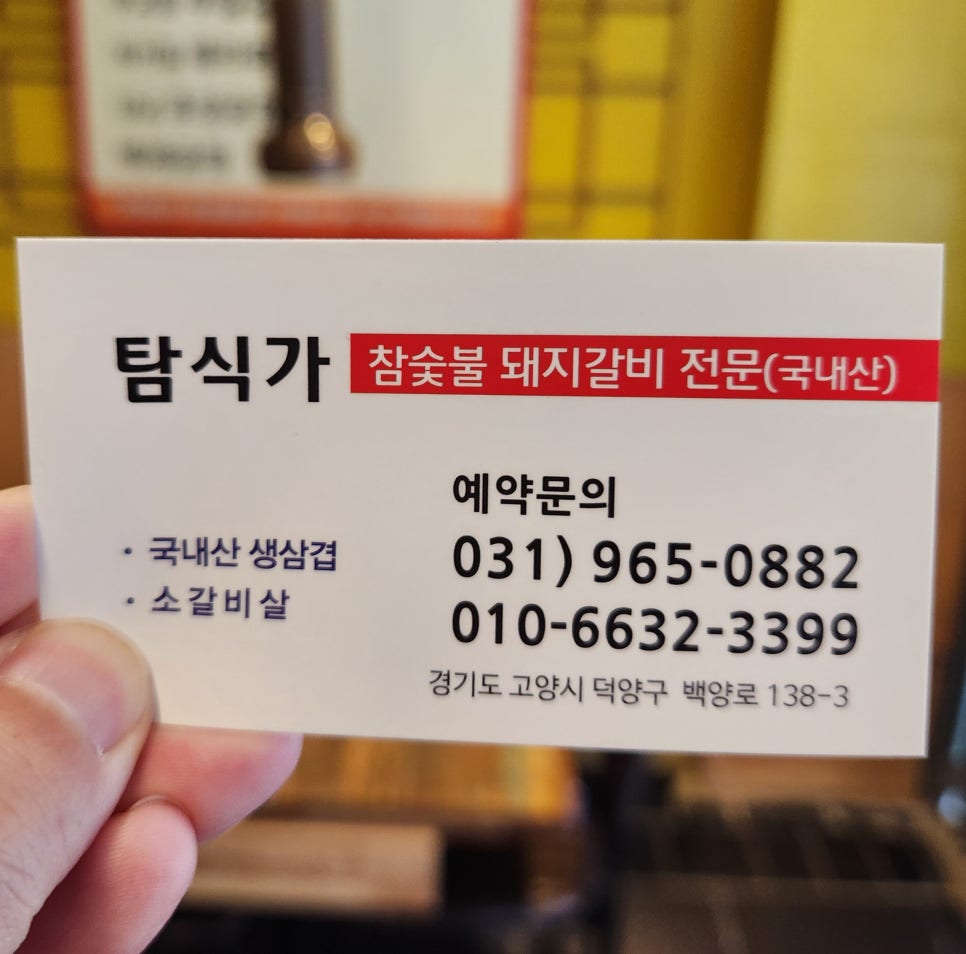 탐식가 참숯불 돼지갈비 전문(국내산)
예약문의
031) 965-0882
010-6632-3399
경기도 고양시 덕양구 백양로 138-3
· 국내산 생삼겹
· 소갈비살